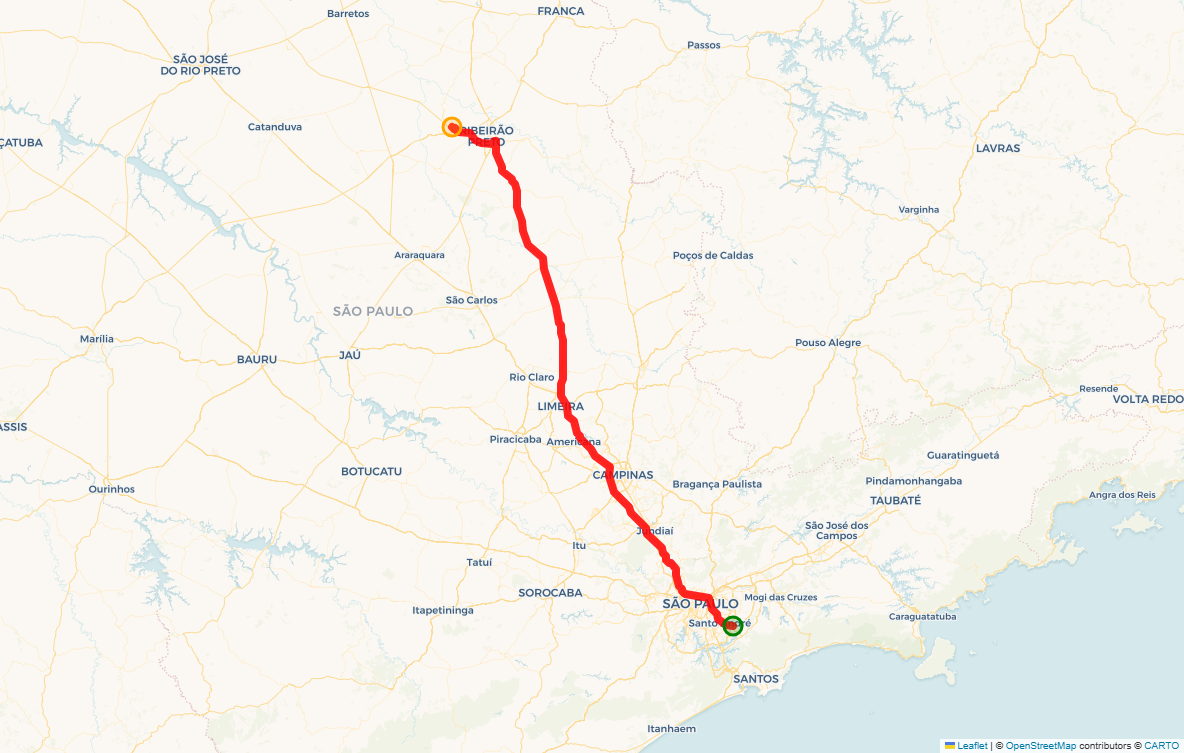 Barretos
FRANCA
Passos
SÃO JOSÉ
DO RIO PRETO
Catanduva
RIBEIRÃO
PRETO
ÇATUBA
LAVRAS
Varginha
Araraquara
Poços de Caldas
São Carlos
SÃO PAULO
Marília
Pouso Alegre
BAURU
JAÚ
Rio Claro
Resende
VOLTA REDO
LIMEIRA
ASSIS
Piracicaba
Americana
Guaratinguetá
BOTUCATU
CAMPINAS
Bragança Paulista
Pindamonhangaba
Ourinhos
TAUBATÉ
Angra dos Reis
São José dos
Campos
Jundiaí
Itu
Tatuí
SOROCABA
Mogi das Cruzes
SÃO PAULO
Itapetininga
Caraguatatuba
Santo André
SANTOS
Itanhaem
Leaflet | © OpenStreetMap contributors © CARTO